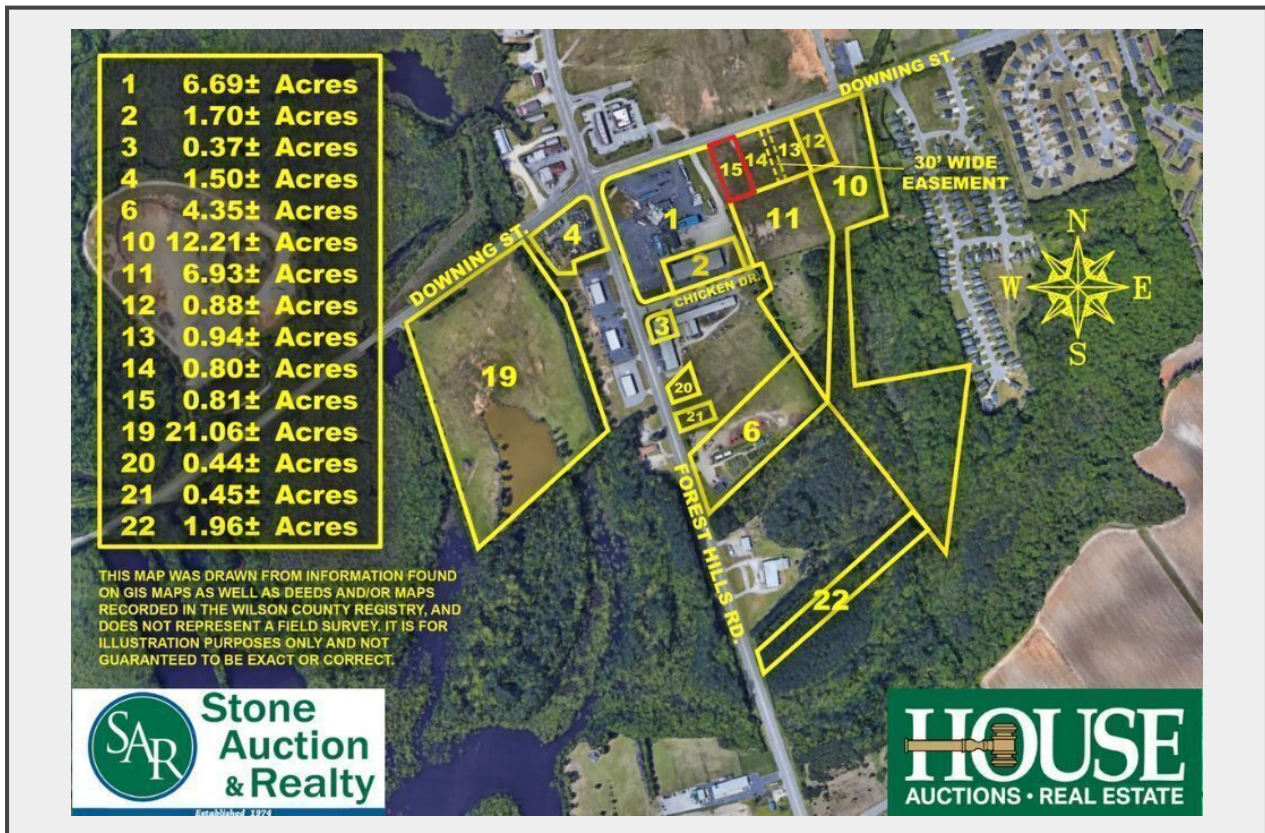 1 6.69± Acres
2 1.70± Acres
3 0.37± Acres
4 1.50± Acres
6 4.35± Acres
10 12.21± Acres
11 6.93± Acres
12 0.88± Acres
13 0.94± Acres
14 0.80± Acres
15 0.81± Acres
19 21.06± Acres
20 0.44± Acres
21 0.45± Acres
22 1.96± Acres
THIS MAP WAS DRAWN FROM INFORMATION FOUND
ON GIS MAPS AS WELL AS DEEDS AND/OR MAPS
RECORDED IN THE WILSON COUNTY REGISTRY, AND
DOES NOT REPRESENT A FIELD SURVEY. IT IS FOR
ILLUSTRATION PURPOSES ONLY AND NOT
GUARANTEED TO BE EXACT OR CORRECT.
DOWNING ST.
15
14
13
12
30' WIDE
EASEMENT
10
11
1
4
2
DOWNING ST.
CHICKEN DR.
3
19
20
21
6
FOREST HILLS RD.
22
N
W
E
S
SAR
Stone
Auction
& Realty
Established 1974
HOUSE
AUCTIONS • REAL ESTATE